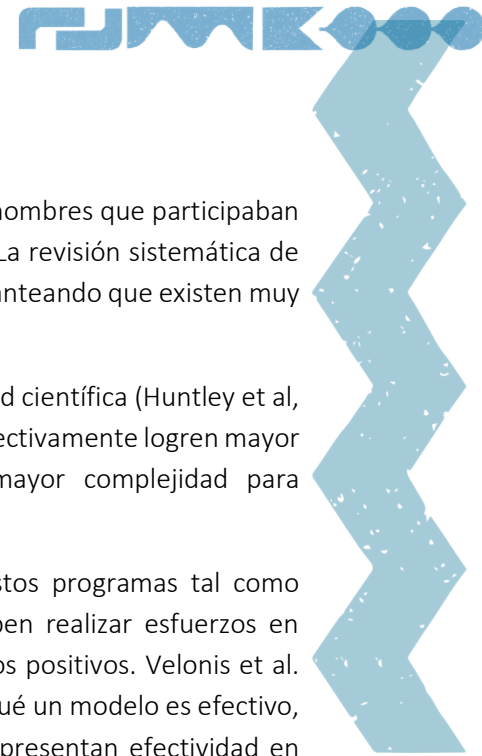 hombres que participaban
La revisión sistemática de
anteando que existen muy
d científica (Huntley et al,
ectivamente logren mayor
mayor complejidad para
stos programas tal como
ben realizar esfuerzos en
os positivos. Velonis et al.
ué un modelo es efectivo,
presentan efectividad en